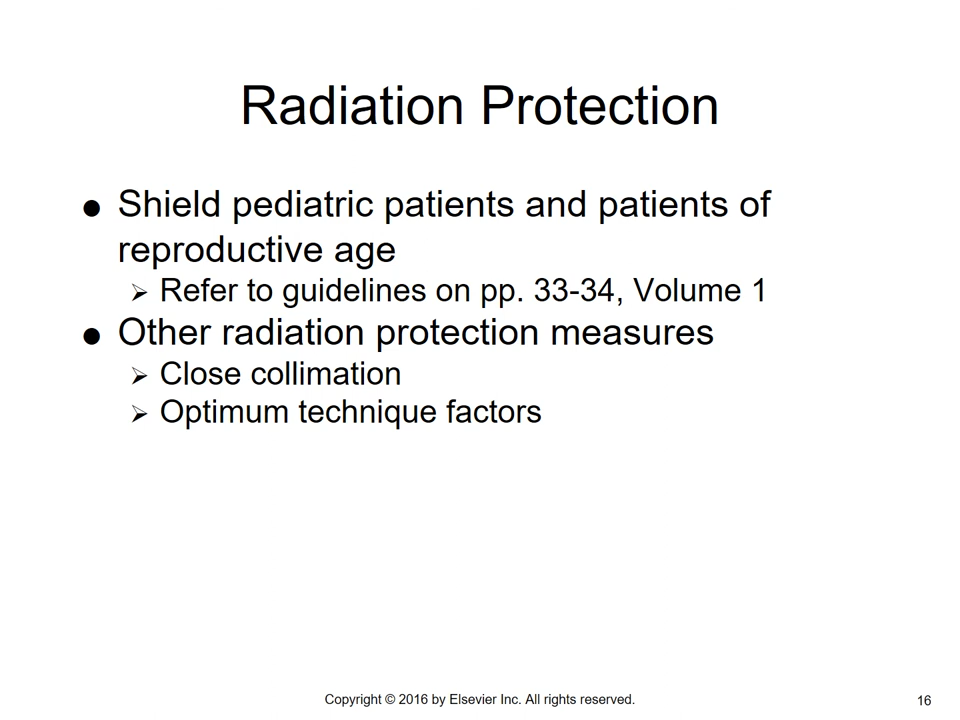 Radiation Protection
● Shield pediatric patients and patients of
reproductive age
➢ Refer to guidelines on pp. 33-34, Volume 1
● Other radiation protection measures
➢ Close collimation
➢ Optimum technique factors
Copyright © 2016 by Elsevier Inc. All rights reserved.
16